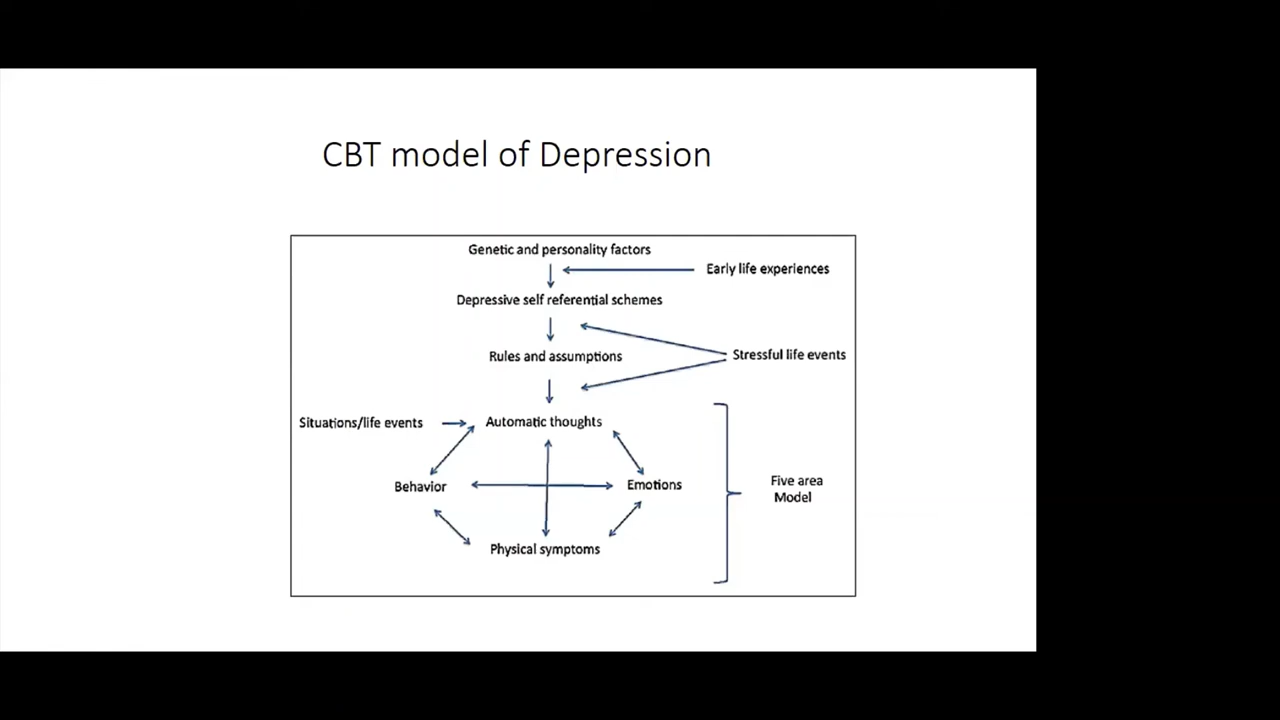 CBT model of Depression
Genetic and personality factors
Early life experiences
Depressive self referential schemes
Rules and assumptions
Stressful life events
Situations/life events
Automatic thoughts
Behavior
Emotions
Five area
Model
Physical symptoms